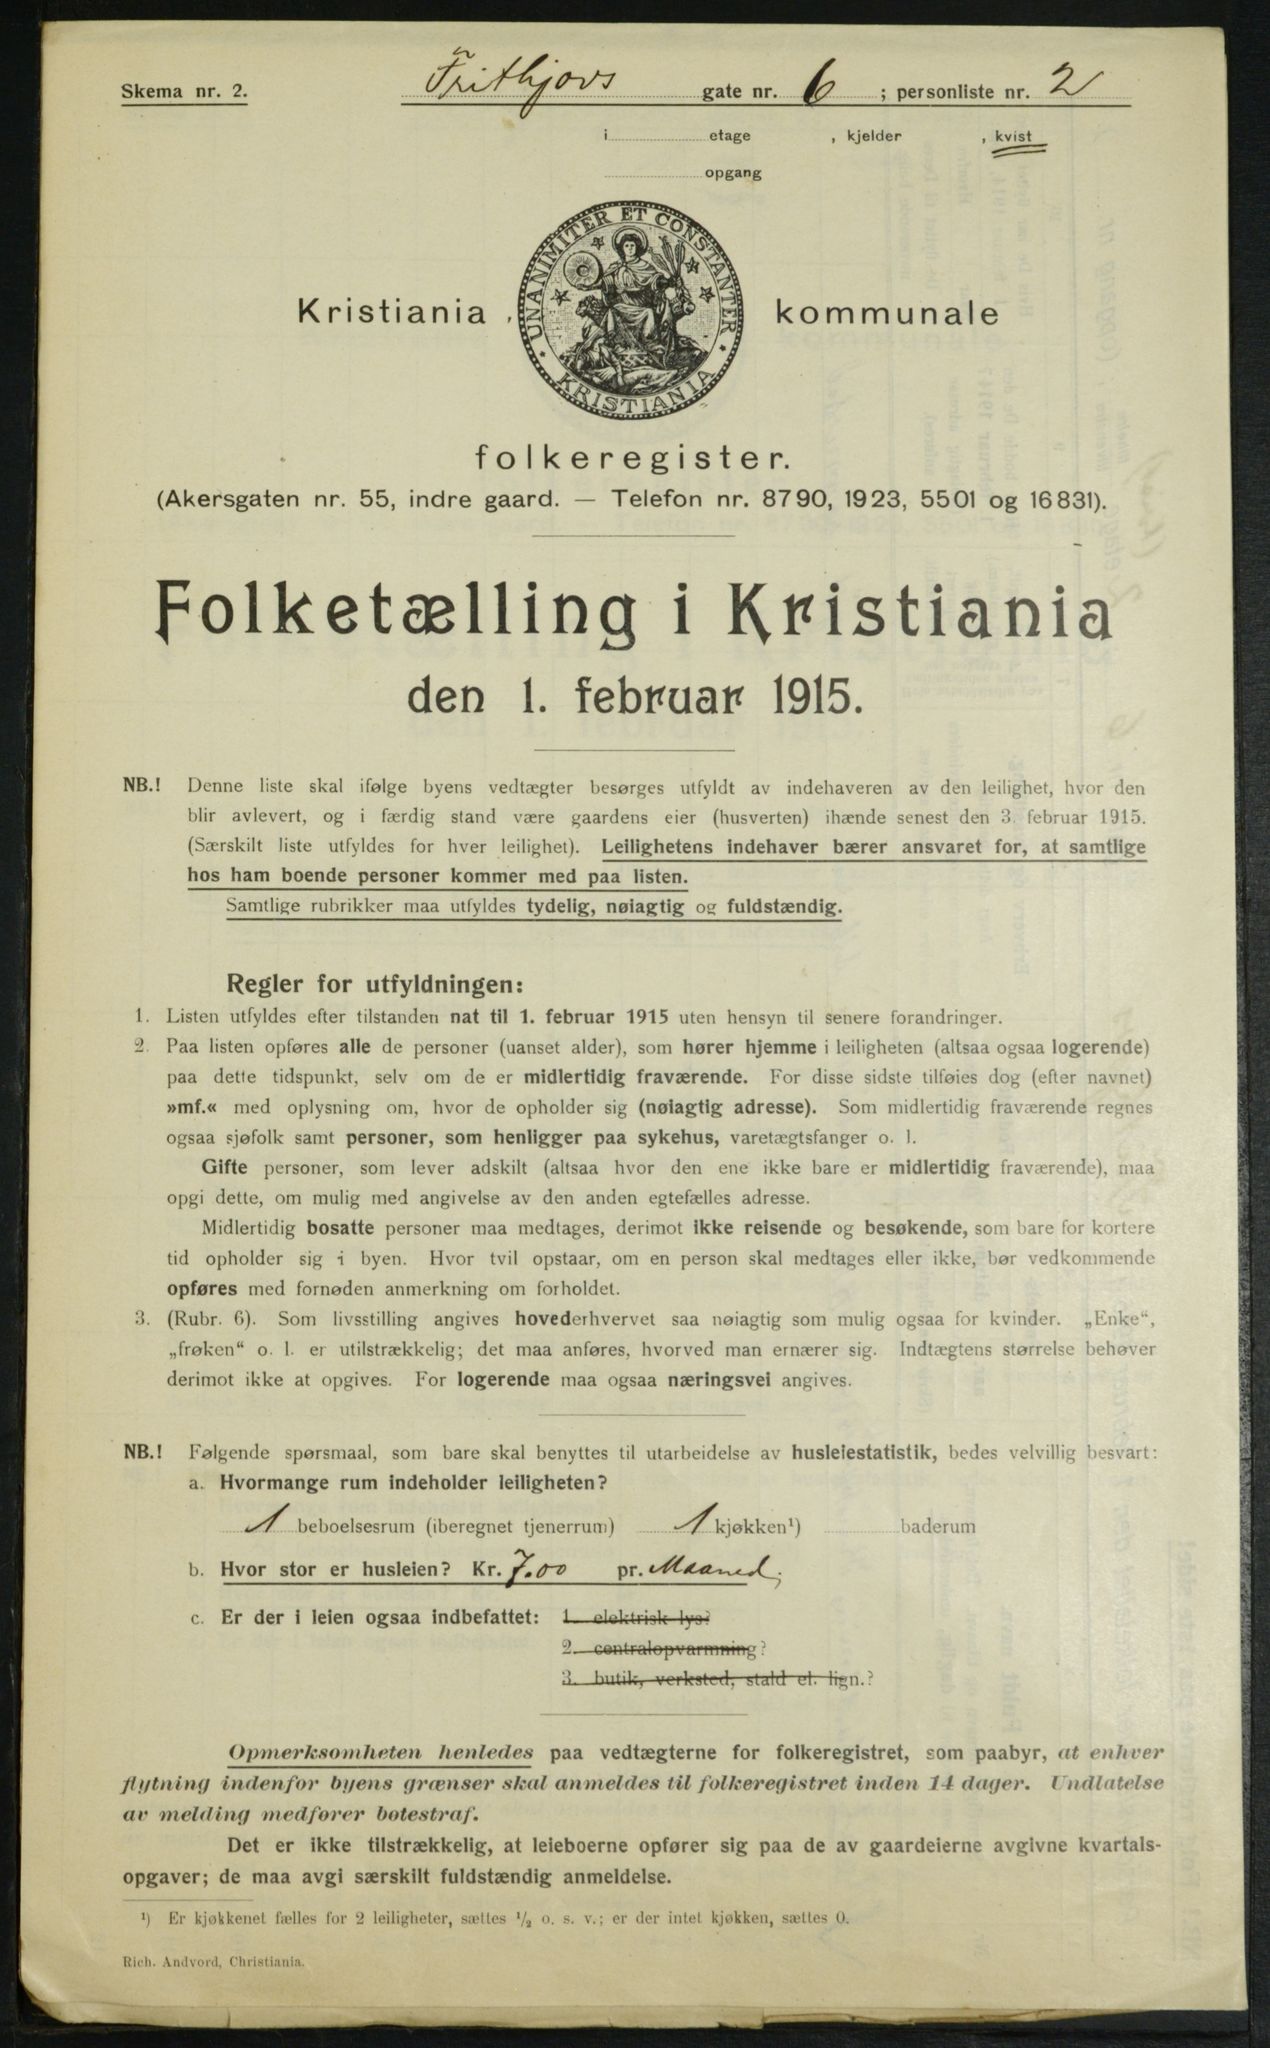 Skema nr. 2.
Frithjovs gate nr. 6 ; personliste nr. 2
i etage , kjelder , kvist
opgang
UNANIMITER ET CONSTANTER
KRISTIANIA
Kristiania kommunale
folkeregister.
(Akersgaten nr. 55, indre gaard. — Telefon nr. 8790, 1923, 5501 og 16831).
Folketælling i Kristiania
den 1. februar 1915.
NB.! Denne liste skal ifølge byens vedtægter besørges utfyldt av indehaveren av den leilighet, hvor den
blir avlevert, og i færdig stand være gaardens eier (husverten) ihænde senest den 3. februar 1915.
(Særskilt liste utfyldes for hver leilighet). Leilighetens indehaver bærer ansvaret for, at samtlige
hos ham boende personer kommer med paa listen.
Samtlige rubrikker maa utfyldes tydelig, nøiagtig og fuldstændig.
Regler for utfyldningen:
1. Listen utfyldes efter tilstanden nat til 1. februar 1915 uten hensyn til senere forandringer.
2. Paa listen opføres alle de personer (uanset alder), som hører hjemme i leiligheten (altsaa ogsaa logerende)
paa dette tidspunkt, selv om de er midlertidig fraværende. For disse sidste tilføies dog (efter navnet)
»mf.« med oplysning om, hvor de opholder sig (nøiagtig adresse). Som midlertidig fraværende regnes
ogsaa sjøfolk samt personer, som henligger paa sykehus, varetægtsfanger o. l.
Gifte personer, som lever adskilt (altsaa hvor den ene ikke bare er midlertidig fraværende), maa
opgi dette, om mulig med angivelse av den anden egtefælles adresse.
Midlertidig bosatte personer maa medtages, derimot ikke reisende og besøkende, som bare for kortere
tid opholder sig i byen. Hvor tvil opstaar, om en person skal medtages eller ikke, bør vedkommende
opføres med fornøden anmerkning om forholdet.
3. (Rubr. 6). Som livsstilling angives hovederhvervet saa nøiagtig som mulig ogsaa for kvinder. „Enke“,
„frøken“ o. l. er utilstrækkelig; det maa anføres, hvorved man ernærer sig. Indtægtens størrelse behøver
derimot ikke at opgives. For logerende maa ogsaa næringsvei angives.
NB.! Følgende spørsmaal, som bare skal benyttes til utarbeidelse av husleiestatistik, bedes velvillig besvart:
a. Hvormange rum indeholder leiligheten?
1 beboelsesrum (iberegnet tjenerrum) 1 kjøkken¹) baderum
b. Hvor stor er husleien? Kr. 7.00 pr. Maaned;
c. Er der i leien ogsaa indbefattet: 1. elektrisk lys?
2. centralopvarmning?
3. butik, verksted, stald el. lign.?
Opmerksomheten henledes paa vedtægterne for folkeregistret, som paabyr, at enhver
flytning indenfor byens grænser skal anmeldes til folkeregistret inden 14 dager. Undlatelse
av melding medfører bøtestraf.
Det er ikke tilstrækkelig, at leieboerne opfører sig paa de av gaardeierne avgivne kvartals-
opgaver; de maa avgi særskilt fuldstændig anmeldelse.
¹) Er kjøkkenet fælles for 2 leiligheter, sættes ½ o. s. v.; er der intet kjøkken, sættes 0.
Rich. Andvord, Christiania.